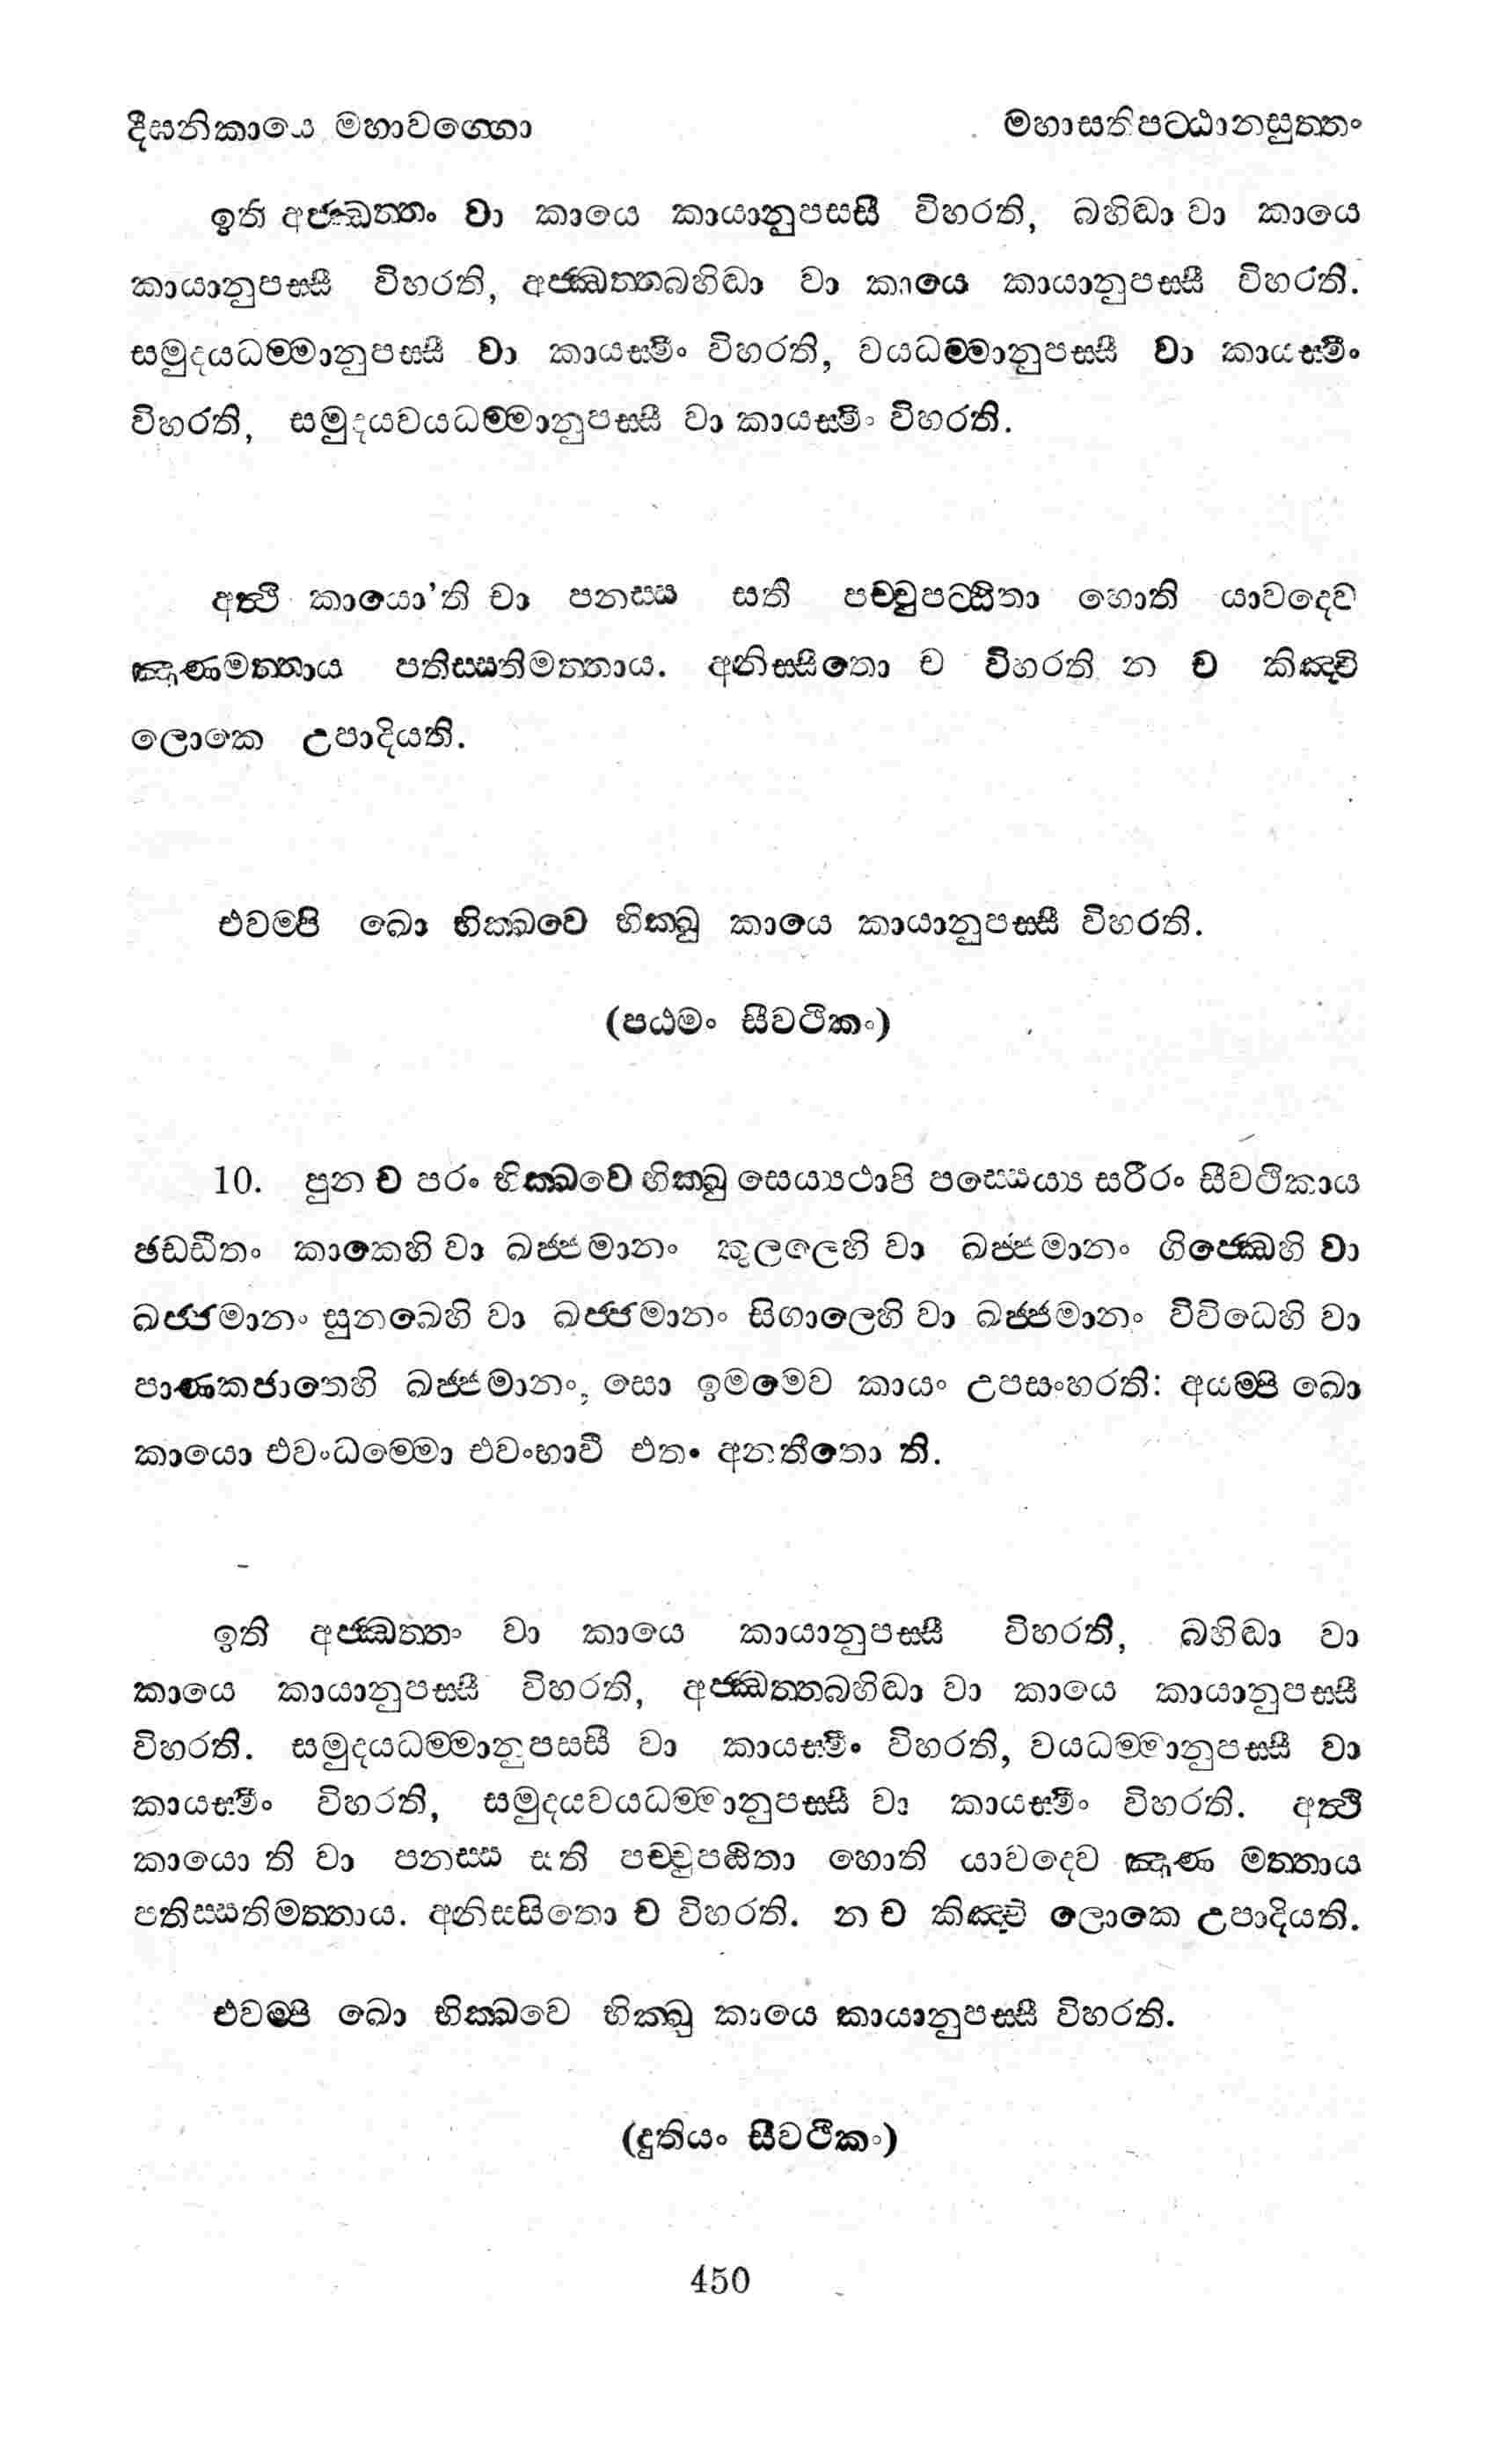 දීඝනිකායෙ මහාවග්ගො මහාසතිපට්ඨානසුත්තං
ඉති අජ්ඣත්තං වා කායෙ කායානුපස්සී විහරති, බහිද්ධා වා කායෙ
කායානුපස්සී විහරති, අජ්ඣත්තබහිද්ධා වා කායෙ කායානුපස්සී විහරති.
සමුදයධම්මානුපස්සී වා කායස්මිං විහරති, වයධම්මානුපස්සී වා කායස්මිං
විහරති, සමුදයවයධම්මානුපස්සී වා කායස්මිං විහරති.
අත්ථි කායො'ති වා පනස්ස සති පච්චුපට්ඨිතා හොති යාවදෙව
ඤාණමත්තාය පතිස්සතිමත්තාය. අනිස්සිතො ච විහරති න ච කිඤ්චි
ලොකෙ උපාදියති.
එවම්පි ඛො භික්ඛවෙ භික්ඛු කායෙ කායානුපස්සී විහරති.
(පඨමං සීවථිකං)
10. පුන ච පරං භික්ඛවෙ භික්ඛු සෙය්‍යථාපි පස්සෙය්‍ය සරීරං සීවථිකාය
ඡඩ්ඩිතං කාකෙහි වා ඛජ්ජමානං කුලලෙහි වා ඛජ්ජමානං ගිජ්ඣෙහි වා
ඛජ්ජමානං සුනඛෙහි වා ඛජ්ජමානං සිගාලෙහි වා ඛජ්ජමානං විවිධෙහි වා
පාණකජාතෙහි ඛජ්ජමානං, සො ඉමමෙව කායං උපසංහරති: අයම්පි ඛො
කායො එවංධම්මො එවංභාවී එතං අනතීතො ති.
ඉති අජ්ඣත්තං වා කායෙ කායානුපස්සී විහරති, බහිද්ධා වා
කායෙ කායානුපස්සී විහරති, අජ්ඣත්තබහිද්ධා වා කායෙ කායානුපස්සී
විහරති. සමුදයධම්මානුපස්සී වා කායස්මිං විහරති, වයධම්මානුපස්සී වා
කායස්මිං විහරති, සමුදයවයධම්මානුපස්සී වා කායස්මිං විහරති. අත්ථි
කායො ති වා පනස්ස සති පච්චුපඨිතා හොති යාවදෙව ඤාණ මත්තාය
පතිස්සතිමත්තාය. අනිස්සිතො ච විහරති. න ච කිඤ්චි ලොකෙ උපාදියති.
එවම්පි ඛො භික්ඛවෙ භික්ඛු කායෙ කායානුපස්සී විහරති.
(දුතියං සීවථිකං)
450